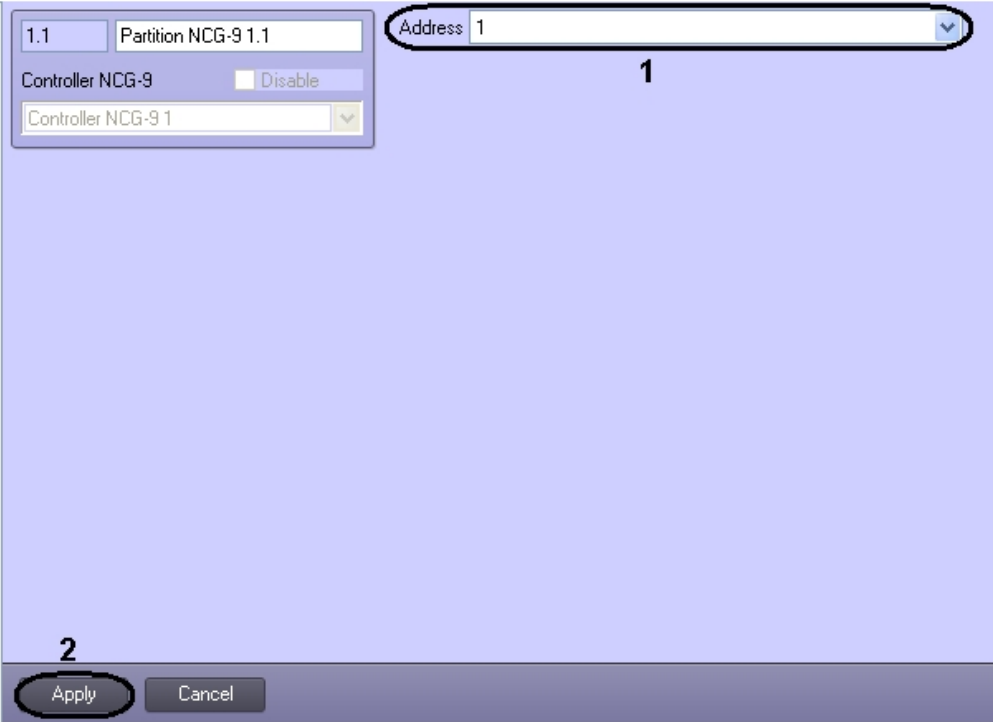 1.1 Partition NCG-9 1.1
Address 1
1
Controller NCG-9 Disable
Controller NCG-9 1
2
Apply Cancel